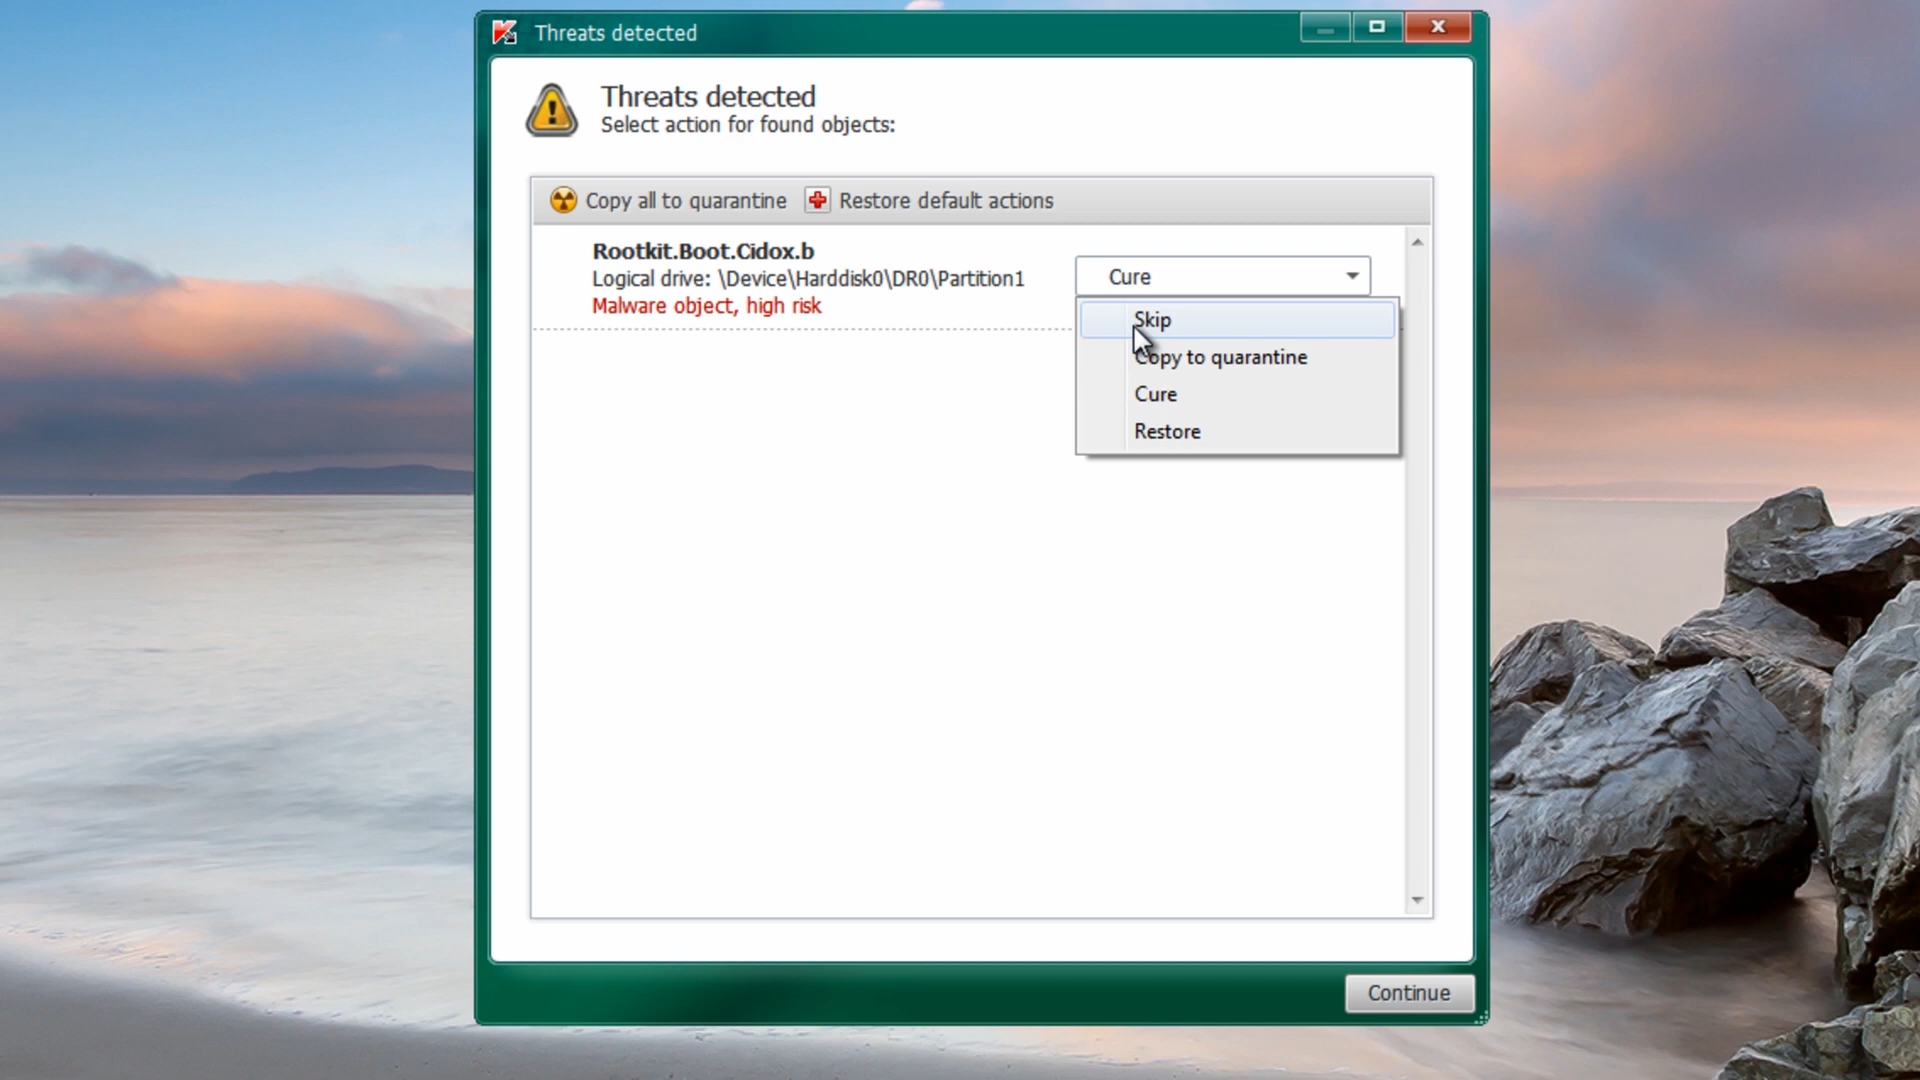 Threats detected
Threats detected
Select action for found objects:
Copy all to quarantine Restore default actions
Rootkit.Boot.Cidox.b
Logical drive: \Device\Harddisk0\DR0\Partition1
Malware object, high risk
Cure
Skip
Copy to quarantine
Cure
Restore
Continue